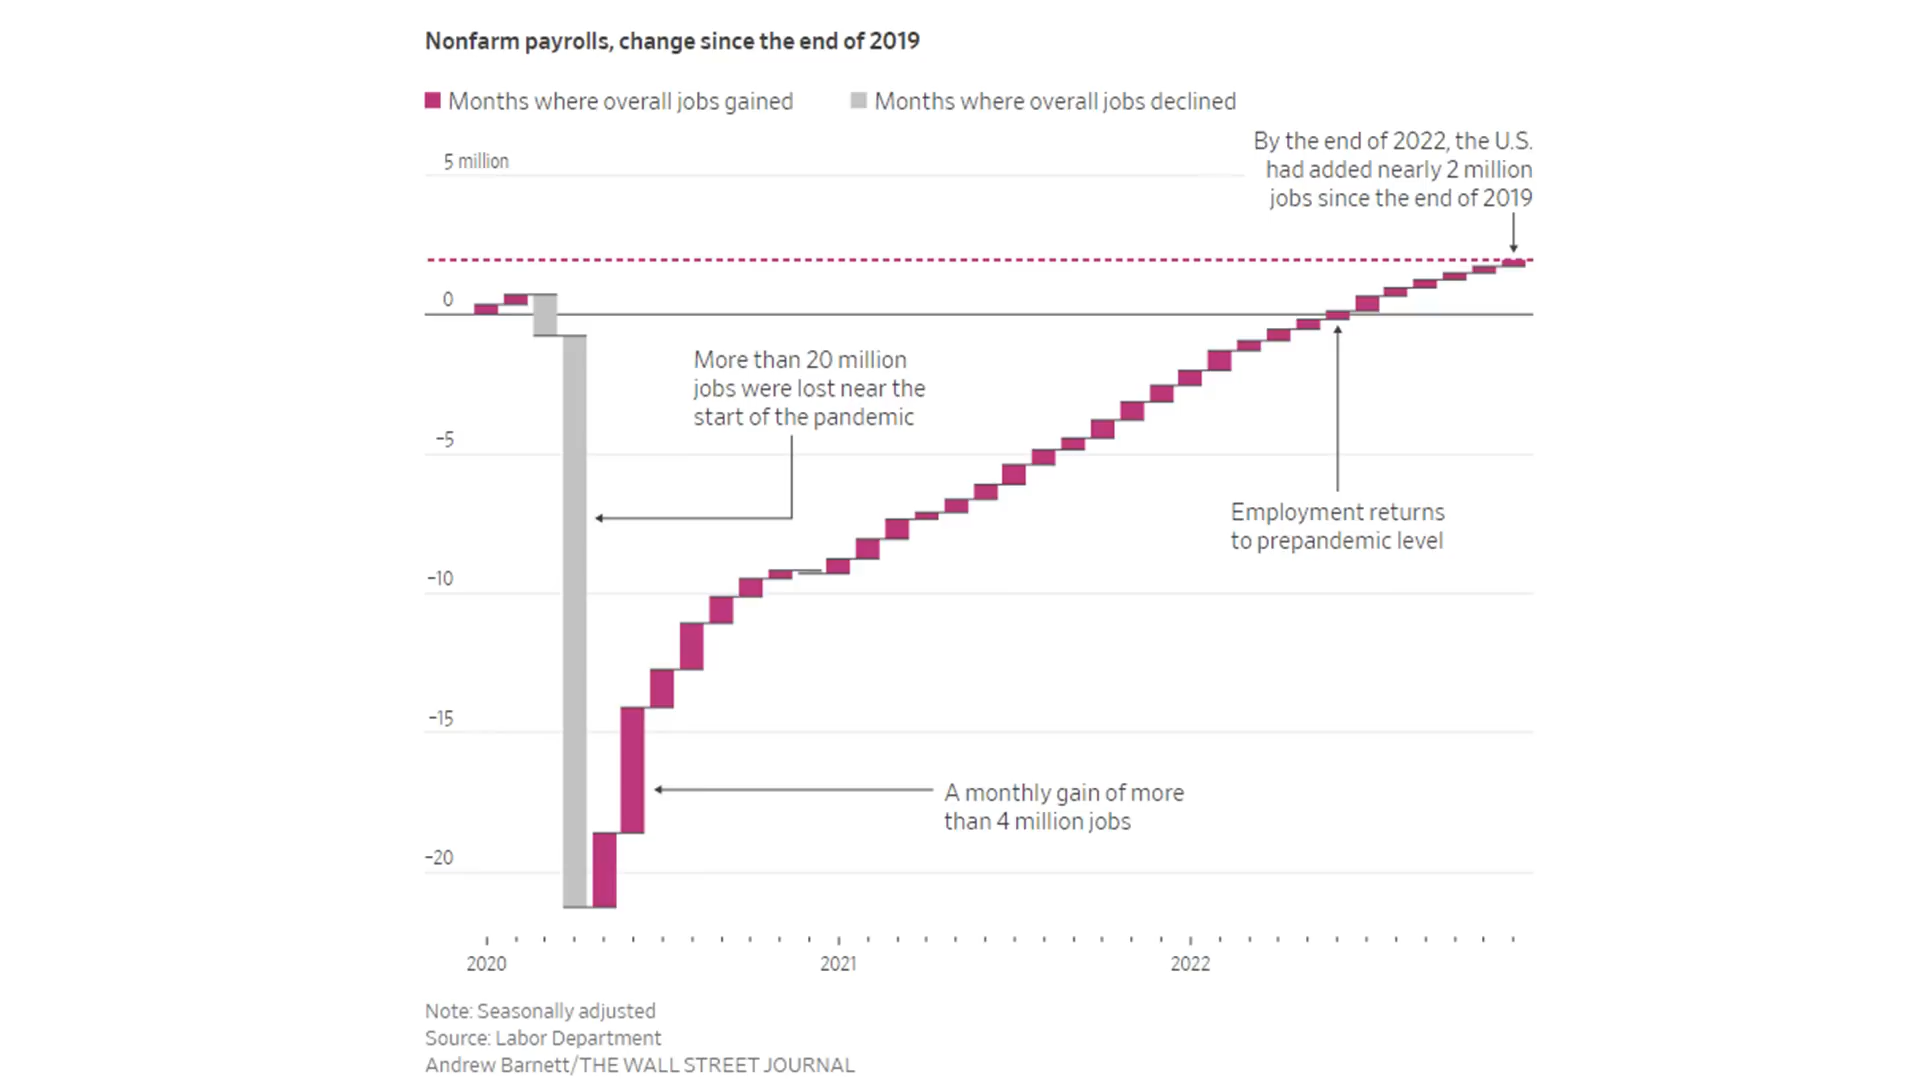 Nonfarm payrolls, change since the end of 2019
Months where overall jobs gained
Months where overall jobs declined
By the end of 2022, the U.S.
had added nearly 2 million
jobs since the end of 2019
5 million
0
More than 20 million
jobs were lost near the
start of the pandemic
-5
Employment returns
to prepandemic level
-10
-15
A monthly gain of more
than 4 million jobs
-20
2020
2021
2022
Note: Seasonally adjusted
Source: Labor Department
Andrew Barnett/THE WALL STREET JOURNAL